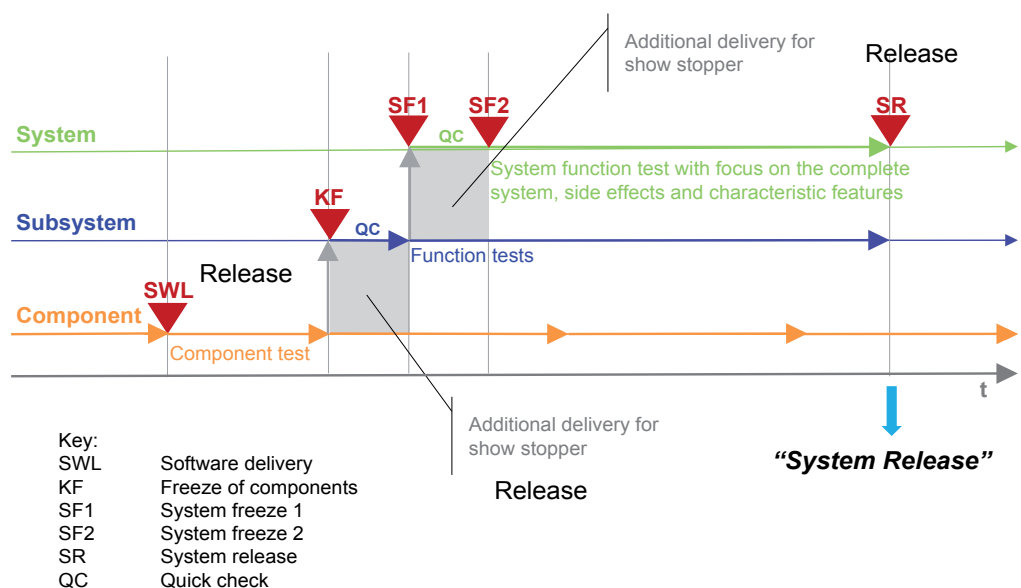 Additional delivery for
show stopper
Release
SF1
SF2
SR
System
QC
System function test with focus on the complete
system, side effects and characteristic features
KF
Subsystem
QC
Function tests
Release
SWL
Component
Component test
t
Additional delivery for
show stopper
Release
“System Release”
Key:
SWL Software delivery
KF Freeze of components
SF1 System freeze 1
SF2 System freeze 2
SR System release
QC Quick check